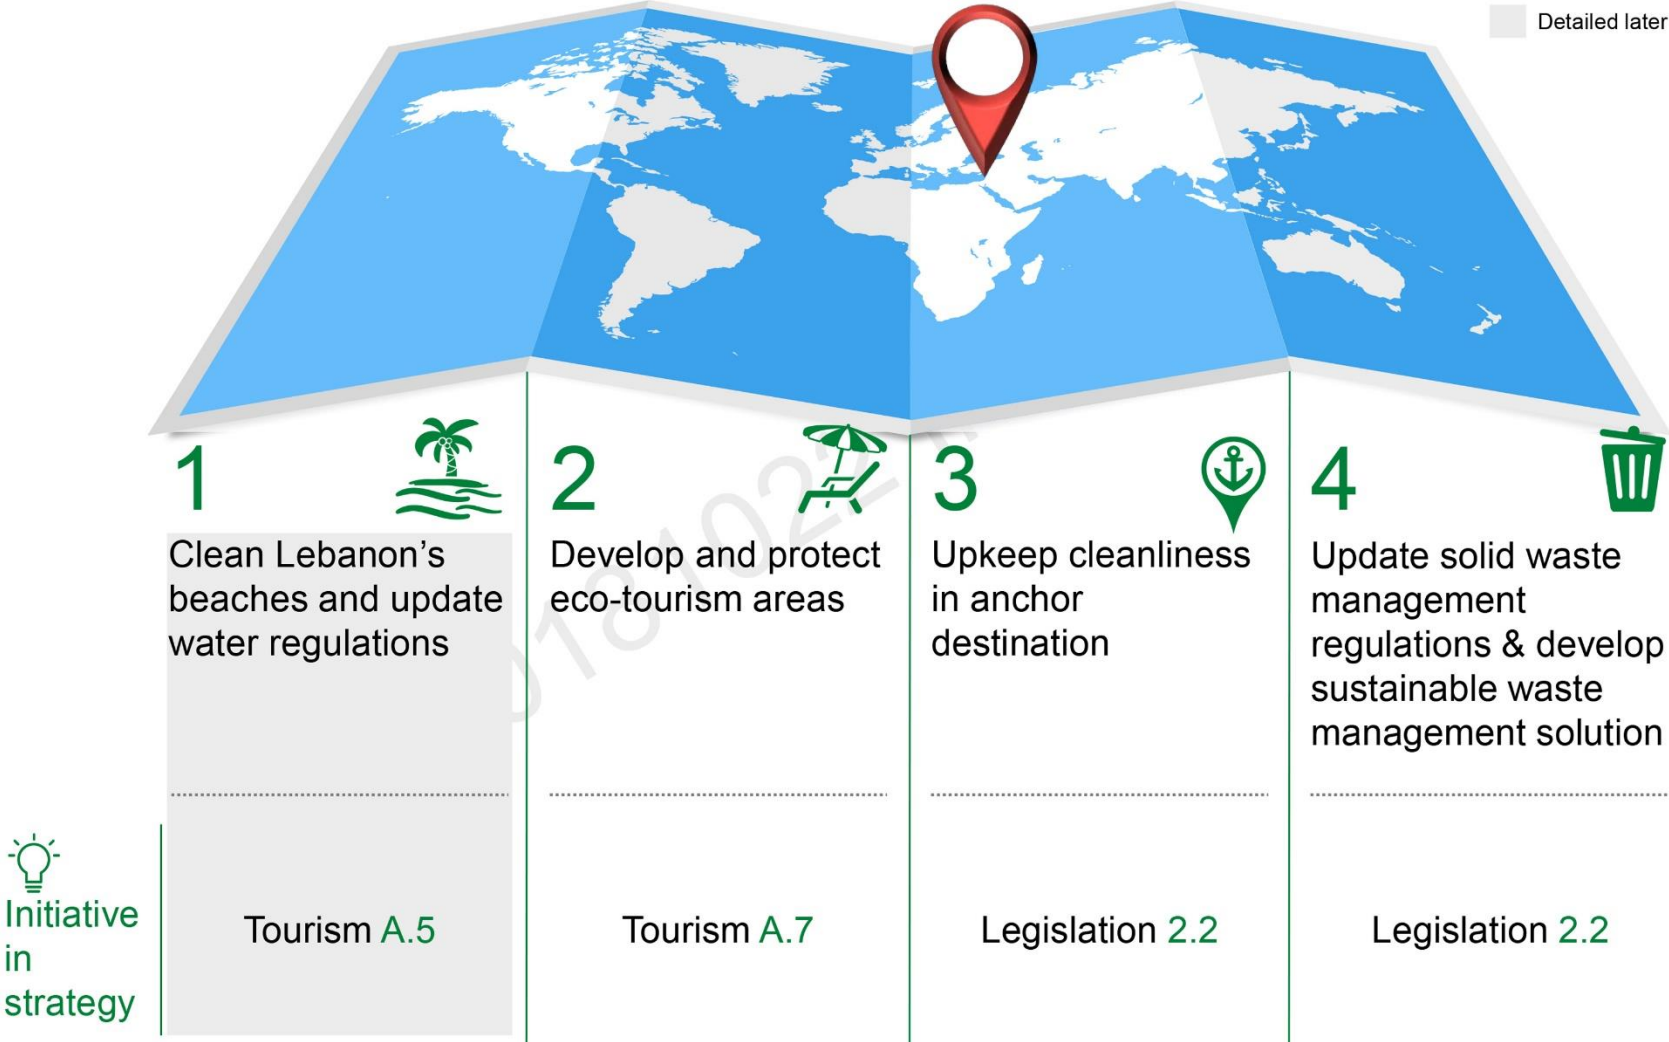 Detailed later
1
Clean Lebanon's
beaches and update
water regulations
2
Develop and protect
eco-tourism areas
3
Upkeep cleanliness
in anchor
destination
4
Update solid waste
management
regulations & develop
sustainable waste
management solution
Initiative
in
strategy
Tourism A.5
Tourism A.7
Legislation 2.2
Legislation 2.2